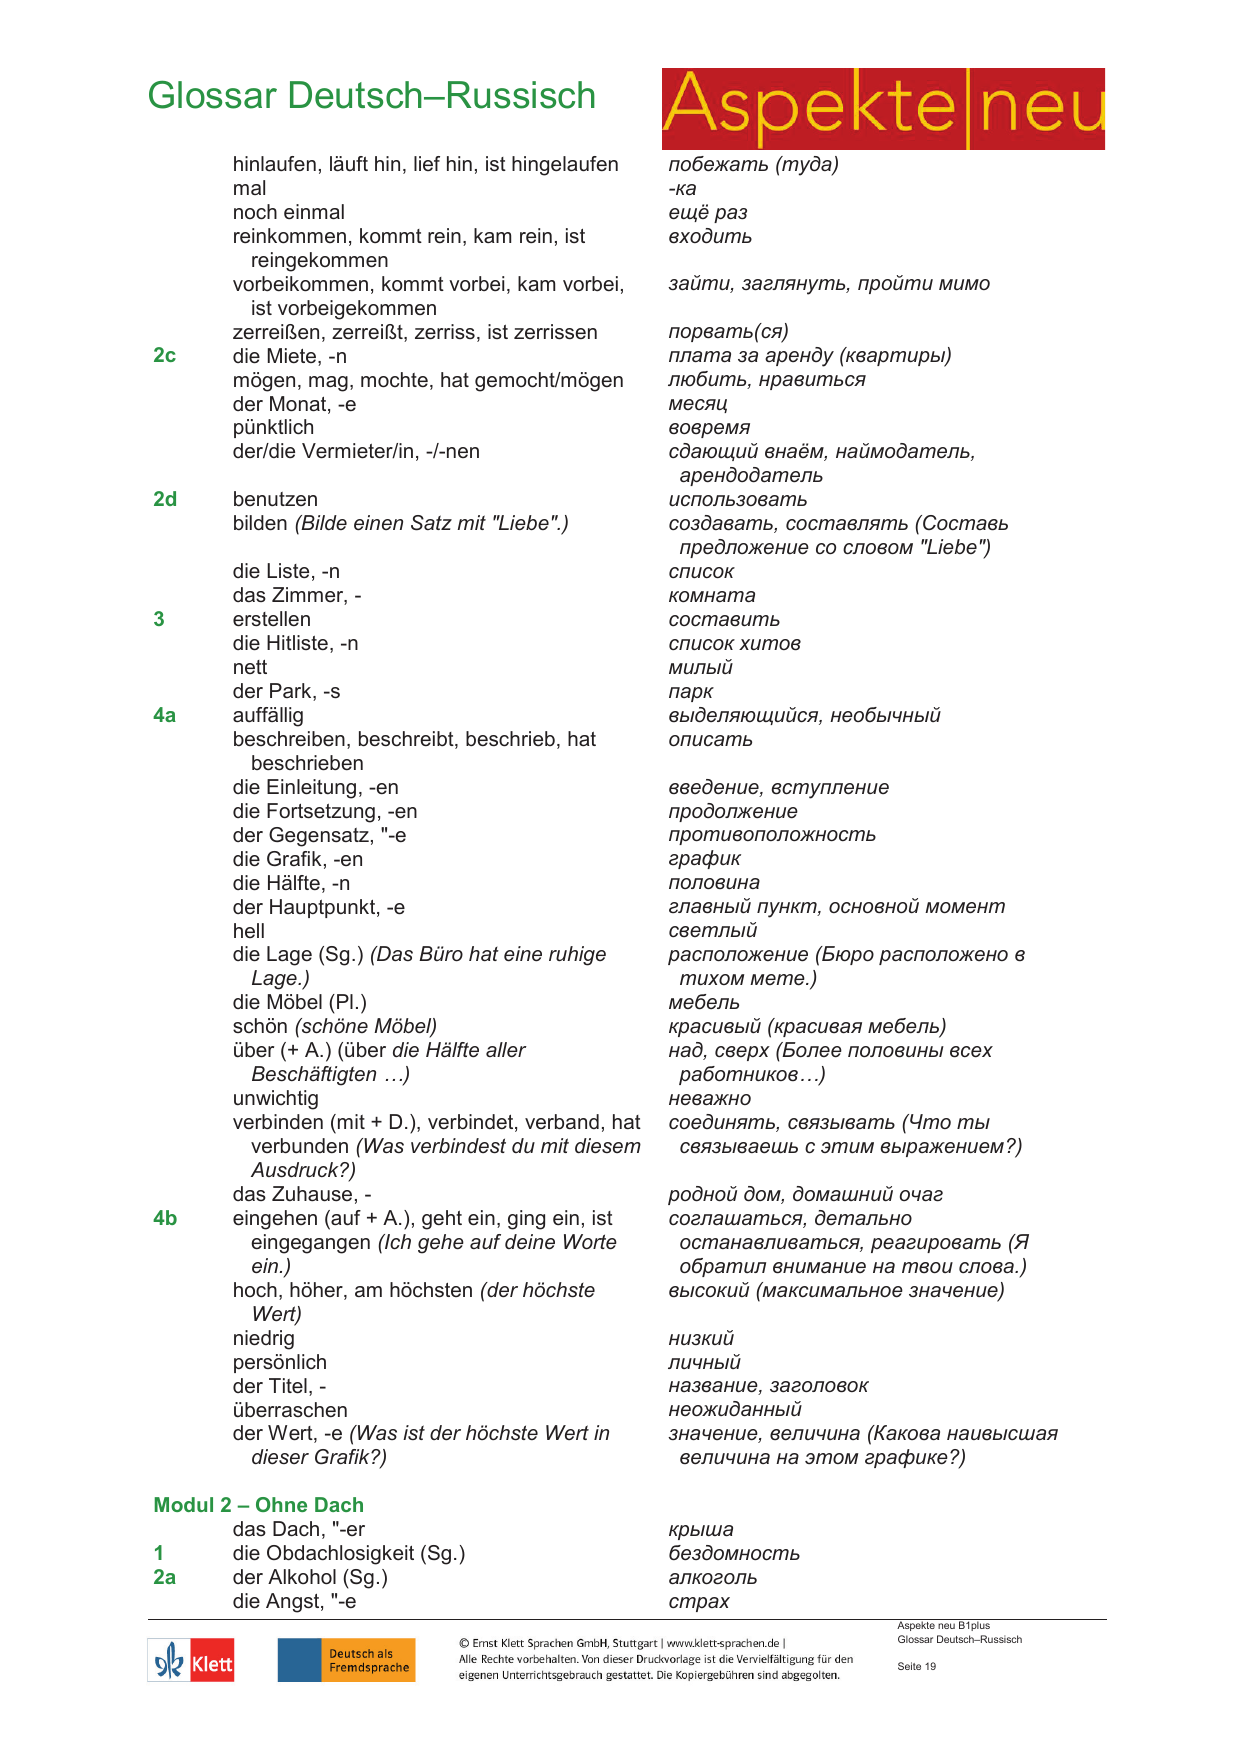 Glossar Deutsch–Russisch
Aspekte|neu
hinlaufen, läuft hin, lief hin, ist hingelaufen побежать (туда)
mal -ка
noch einmal ещё раз
reinkommen, kommt rein, kam rein, ist входить
reingekommen
vorbeikommen, kommt vorbei, kam vorbei, зайти, заглянуть, пройти мимо
ist vorbeigekommen
zerreißen, zerreißt, zerriss, ist zerrissen порвать(ся)
2c die Miete, -n плата за аренду (квартиры)
mögen, mag, mochte, hat gemocht/mögen любить, нравиться
der Monat, -e месяц
pünktlich вовремя
der/die Vermieter/in, -/-nen сдающий внаём, наймодатель,
арендодатель
2d benutzen использовать
bilden (Bilde einen Satz mit "Liebe".) создавать, составлять (Составь
предложение со словом "Liebe")
die Liste, -n список
das Zimmer, - комната
3 erstellen составить
die Hitliste, -n список хитов
nett милый
der Park, -s парк
4a auffällig выделяющийся, необычный
beschreiben, beschreibt, beschrieb, hat описать
beschrieben
die Einleitung, -en введение, вступление
die Fortsetzung, -en продолжение
der Gegensatz, "-e противоположность
die Grafik, -en график
die Hälfte, -n половина
der Hauptpunkt, -e главный пункт, основной момент
hell светлый
die Lage (Sg.) (Das Büro hat eine ruhige расположение (Бюро расположено в
Lage.) тихом мете.)
die Möbel (Pl.) мебель
schön (schöne Möbel) красивый (красивая мебель)
über (+ A.) (über die Hälfte aller над, сверх (Более половины всех
Beschäftigten …) работников…)
unwichtig неважно
verbinden (mit + D.), verbindet, verband, hat соединять, связывать (Что ты
verbunden (Was verbindest du mit diesem связываешь с этим выражением?)
Ausdruck?)
das Zuhause, - родной дом, домашний очаг
4b eingehen (auf + A.), geht ein, ging ein, ist соглашаться, детально
eingegangen (Ich gehe auf deine Worte останавливаться, реагировать (Я
ein.) обратил внимание на твои слова.)
hoch, höher, am höchsten (der höchste высокий (максимальное значение)
Wert)
niedrig низкий
persönlich личный
der Titel, - название, заголовок
überraschen неожиданный
der Wert, -e (Was ist der höchste Wert in значение, величина (Какова наивысшая
dieser Grafik?) величина на этом графике?)
Modul 2 – Ohne Dach
das Dach, "-er крыша
1 die Obdachlosigkeit (Sg.) бездомность
2a der Alkohol (Sg.) алкоголь
die Angst, "-e страх
Klett
Deutsch als
Fremdsprache
© Ernst Klett Sprachen GmbH, Stuttgart | www.klett-sprachen.de |
Alle Rechte vorbehalten. Von dieser Druckvorlage ist die Vervielfältigung für den
eigenen Unterrichtsgebrauch gestattet. Die Kopiergebühren sind abgegolten.
Aspekte neu B1plus
Glossar Deutsch–Russisch
Seite 19